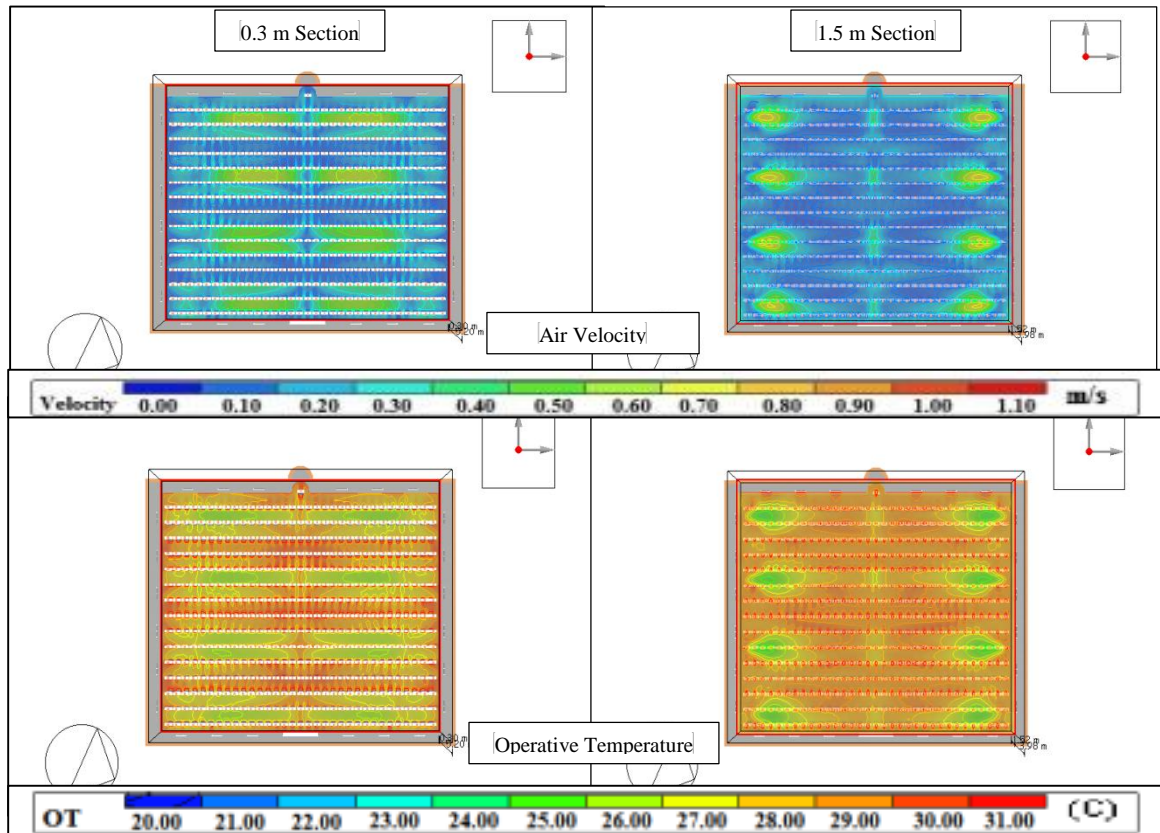 0.3 m Section
1.5 m Section
Air Velocity
Velocity 0.00 0.10 0.20 0.30 0.40 0.50 0.60 0.70 0.80 0.90 1.00 1.10 m/s
Operative Temperature
OT 20.00 21.00 22.00 23.00 24.00 25.00 26.00 27.00 28.00 29.00 30.00 31.00 (C)